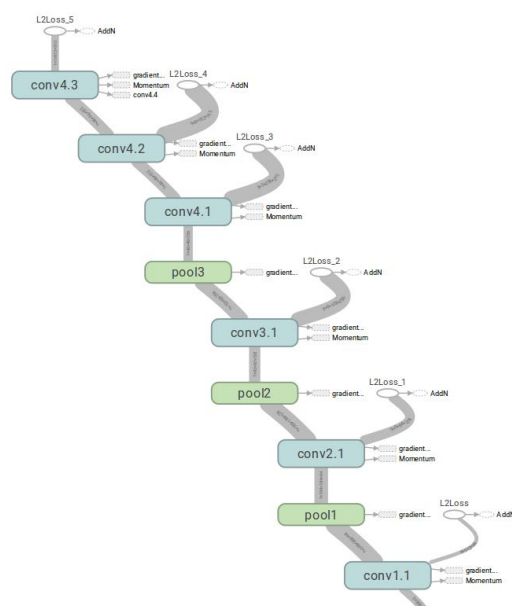 L2Loss_5
AddN
conv4.3
gradient...
Momentum
conv4.4
L2Loss_4
AddN
conv4.2
gradient...
Momentum
L2Loss_3
AddN
conv4.1
gradient...
Momentum
pool3
gradient...
L2Loss_2
AddN
conv3.1
gradient...
Momentum
pool2
gradient...
L2Loss_1
AddN
conv2.1
gradient...
Momentum
pool1
gradient...
L2Loss
AddN
conv1.1
gradient...
Momentum